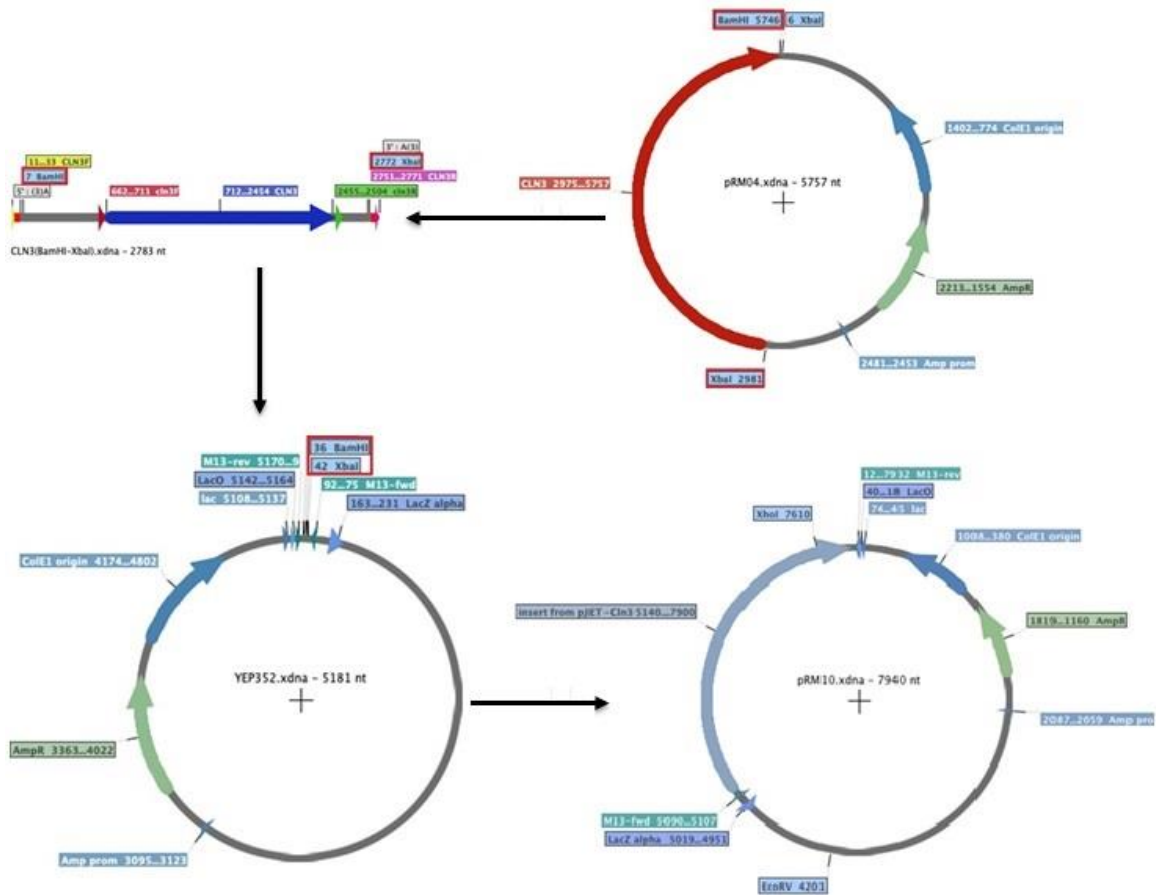 BamHI 5746
6 XbaI
1402...774 ColE1 origin
CLN3 2975...5757
pRM04.xdna - 5757 nt
2213...1554 AmpR
2481...2453 Amp prom
XbaI 2981
3': A(3)
11...33 CLN3F
2772 XbaI
7 BamHI
2751...2771 CLN3R
5': (3)A
662...711 cln3F
712...2454 CLN3
2455...2504 cln3R
CLN3(BamHI-XbaI).xdna - 2783 nt
36 BamHI
42 XbaI
M13-rev 5170...9
LacO 5142...5164
92...75 M13-fwd
lac 5108...5137
163...231 LacZ alpha
ColE1 origin 4174...4802
YEP352.xdna - 5181 nt
AmpR 3363...4022
Amp prom 3095...3123
12...7932 M13-rev
40...18 LacO
74...45 lac
XhoI 7610
1008...380 ColE1 origin
insert from pJET-Cln3 5140...7900
1819...1160 AmpR
pRM10.xdna - 7940 nt
2087...2059 Amp pro
M13-fwd 5090...5107
LacZ alpha 5019...4951
EcoRV 4201